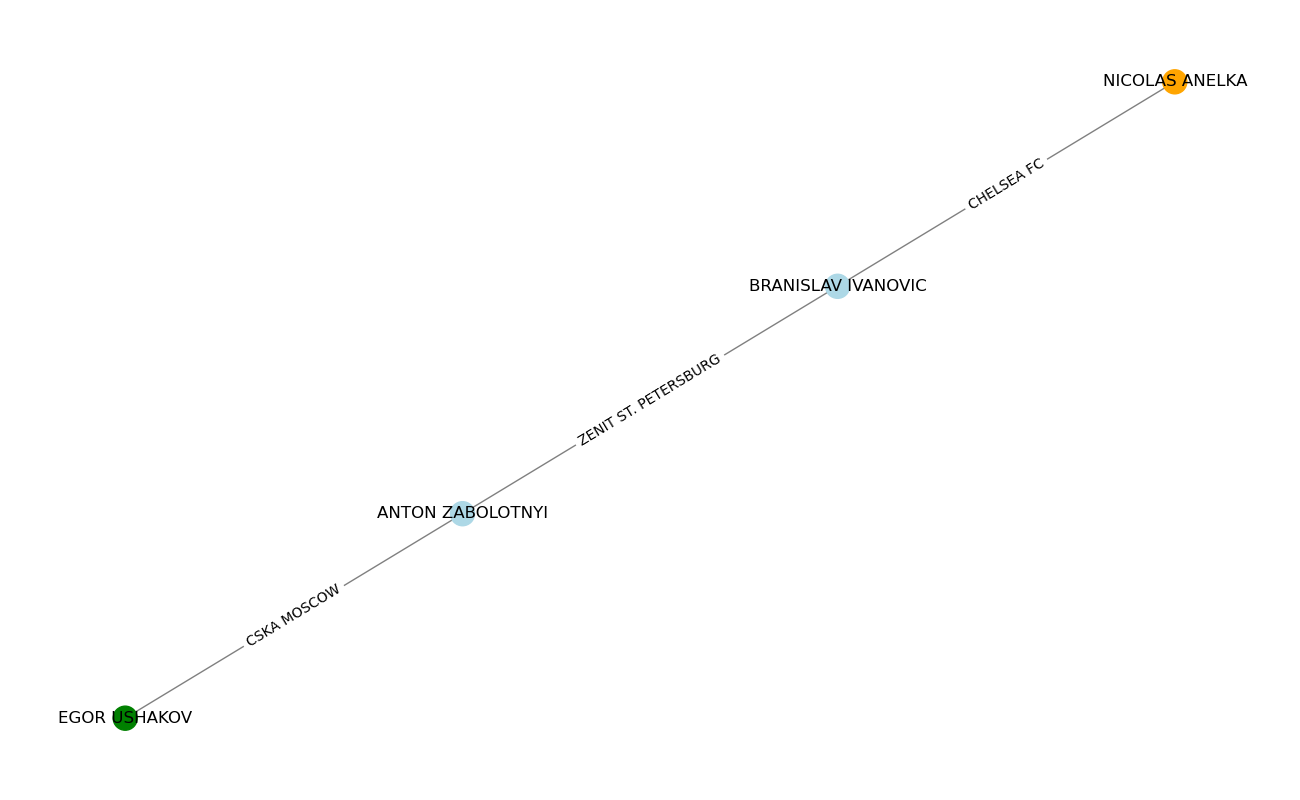 NICOLAS ANELKA
CHELSEA FC
BRANISLAV IVANOVIC
ZENIT ST. PETERSBURG
ANTON ZABOLOTNYI
CSKA MOSCOW
EGOR USHAKOV